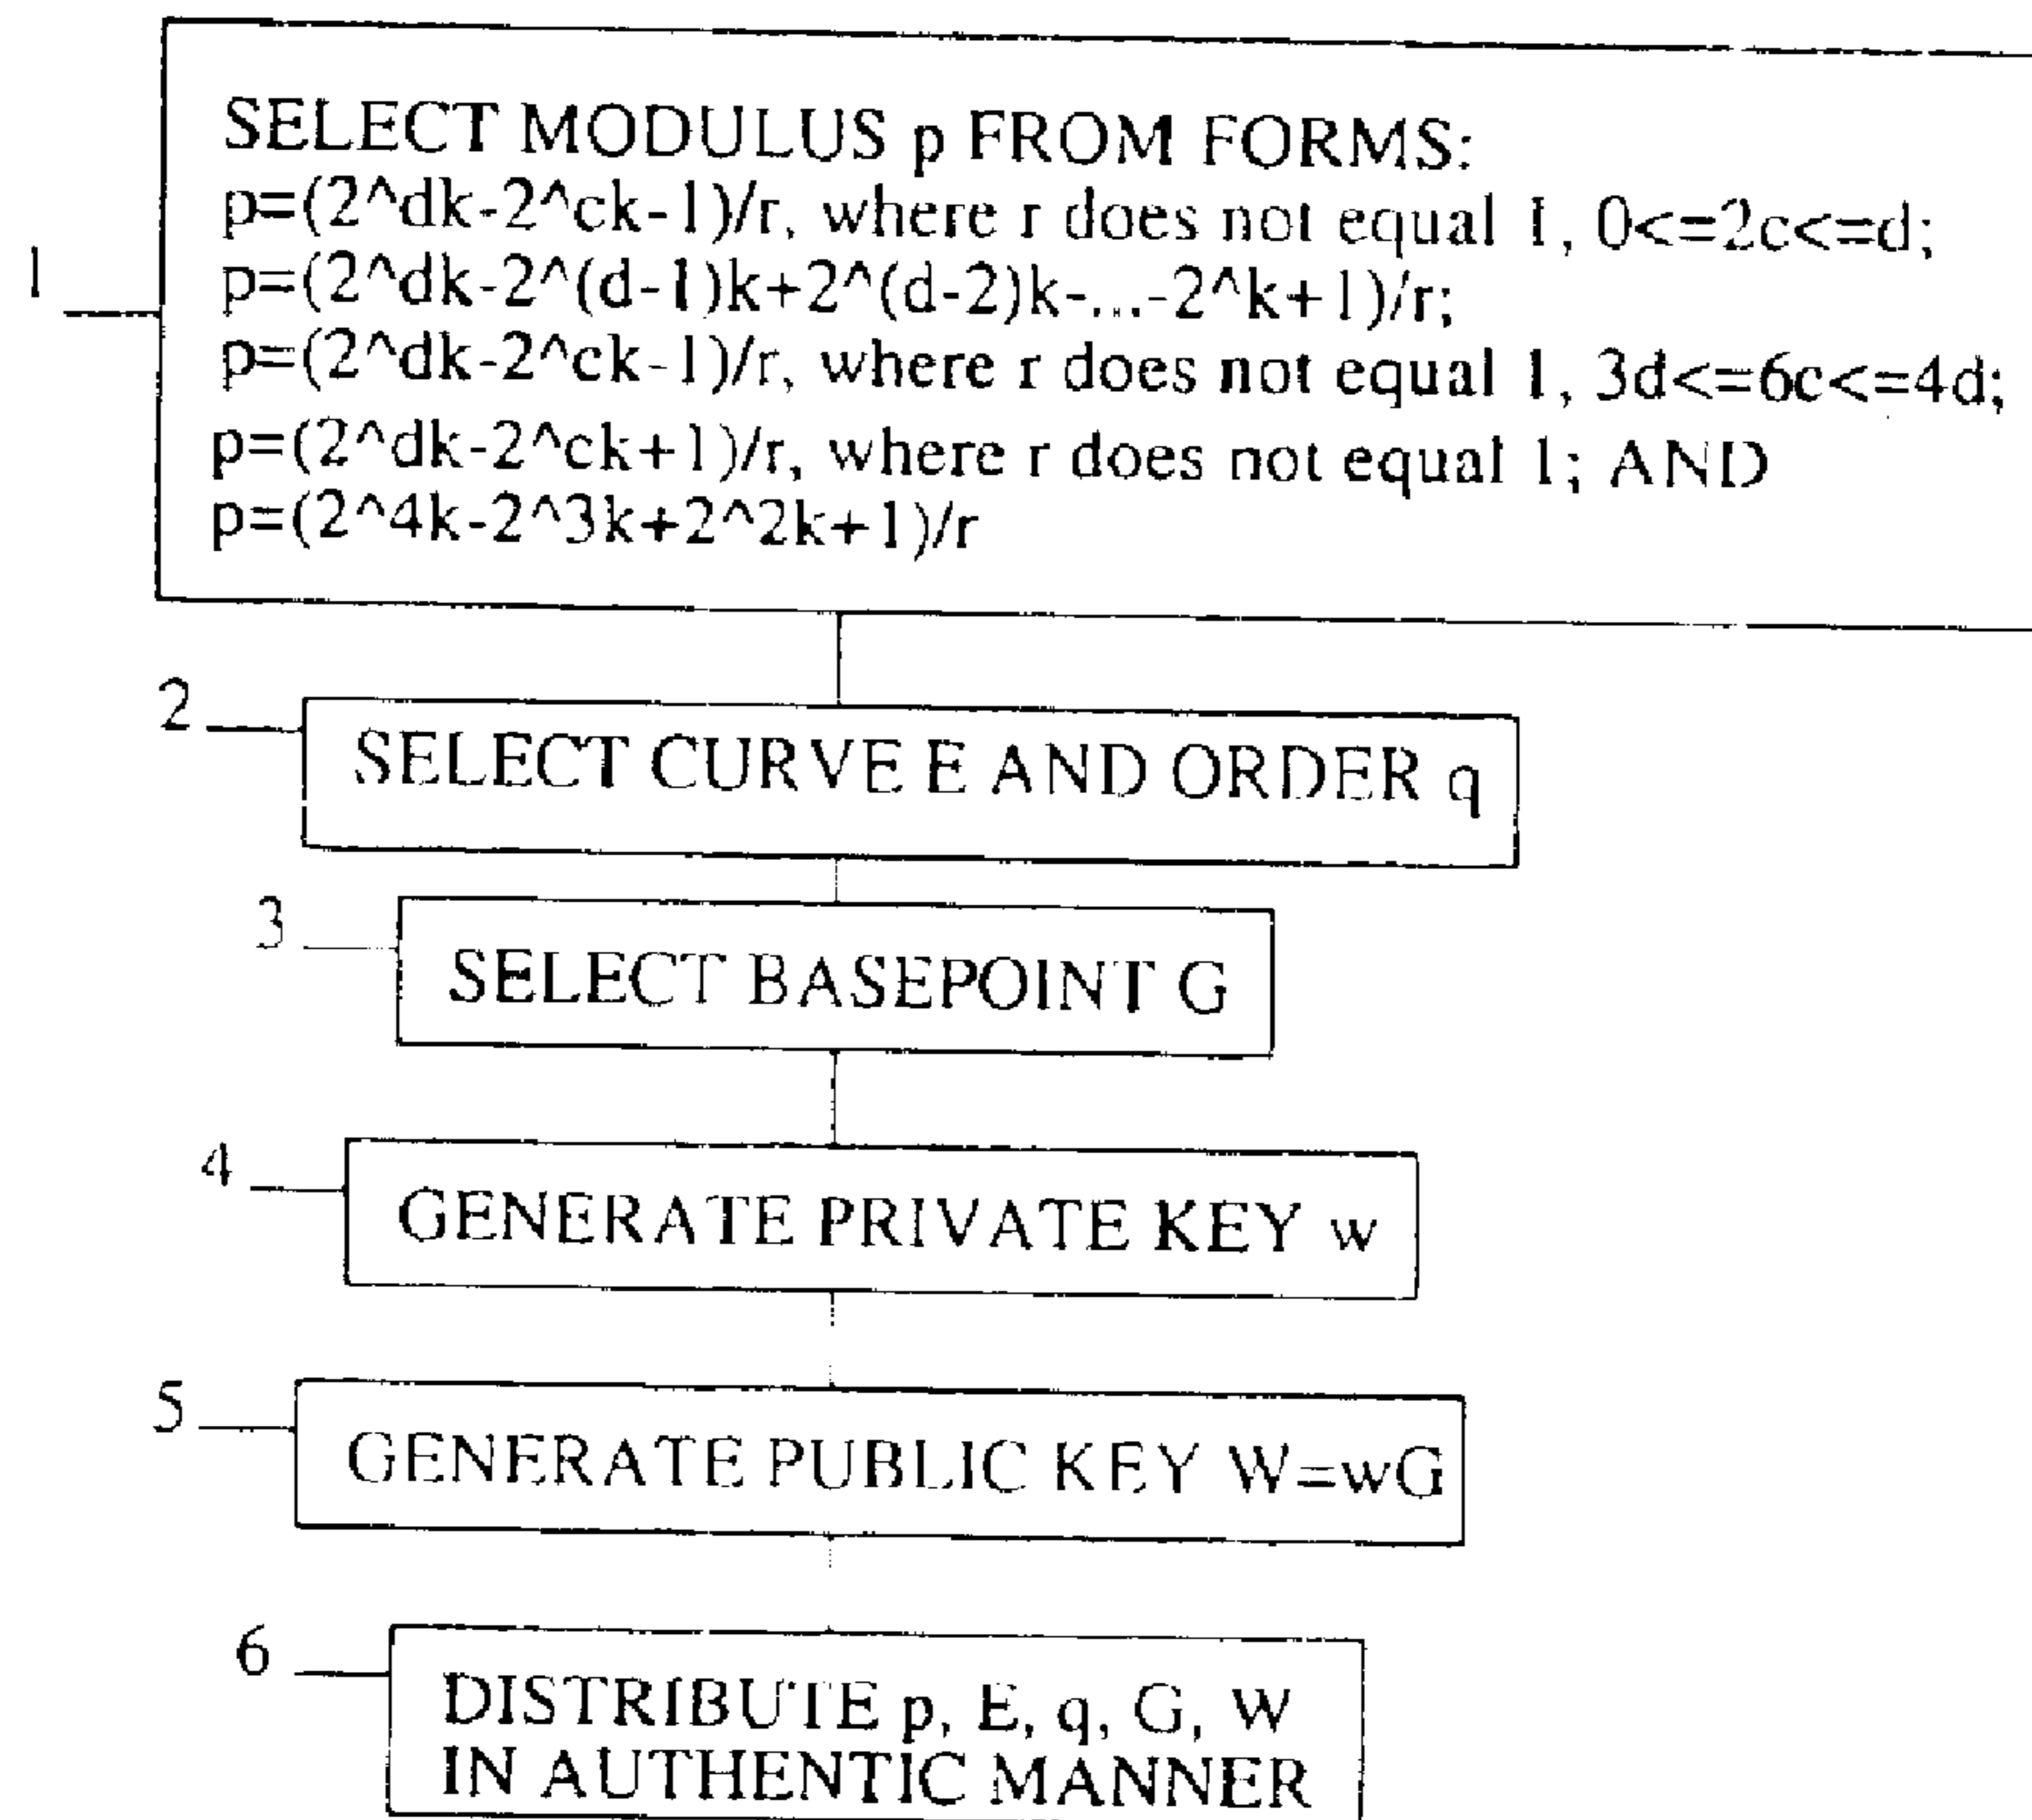 SELECT MODULUS p FROM FORMS:
p=(2^dk-2^ck-1)/r, where r does not equal 1, 0<=2c<=d;
p=(2^dk-2^(d-1)k+2^(d-2)k-...-2^k+1)/r;
p=(2^dk-2^ck-1)/r, where r does not equal 1, 3d<=6c<=4d;
p=(2^dk-2^ck+1)/r, where r does not equal 1; AND
p=(2^4k-2^3k+2^2k+1)/r
1
2
SELECT CURVE E AND ORDER q
3
SELECT BASEPOINT G
4
GENERATE PRIVATE KEY w
5
GENERATE PUBLIC KEY W=wG
6
DISTRIBUTE p, E, q, G, W
IN AUTHENTIC MANNER